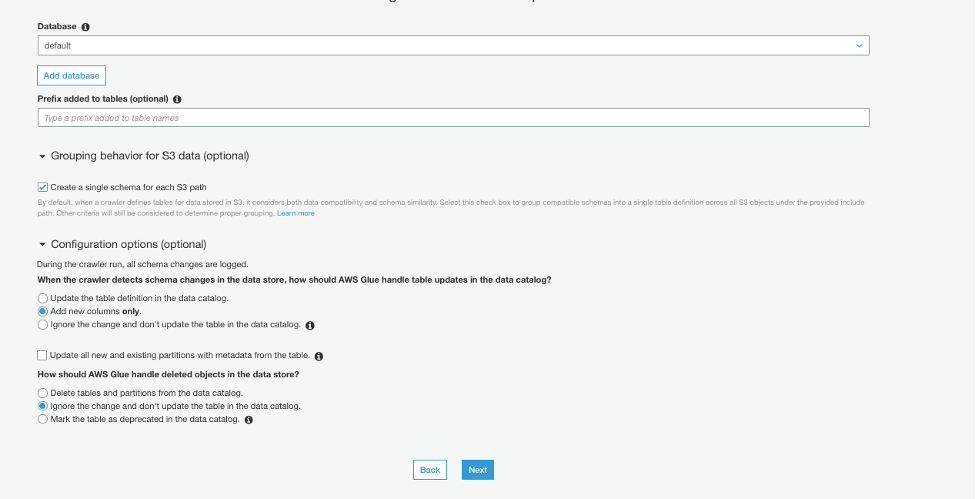 Database
default
Add database
Prefix added to tables (optional)
Type a prefix added to table names
Grouping behavior for S3 data (optional)
Create a single schema for each S3 path
By default, when a crawler defines tables for data stored in S3, it considers both data compatibility and schema similarity. Select this check box to group compatible schemas into a single table definition across all S3 objects under the provided include
path. Other criteria will still be considered to determine proper grouping. Learn more
Configuration options (optional)
During the crawler run, all schema changes are logged.
When the crawler detects schema changes in the data store, how should AWS Glue handle table updates in the data catalog?
Update the table definition in the data catalog.
Add new columns only.
Ignore the change and don't update the table in the data catalog.
Update all new and existing partitions with metadata from the table.
How should AWS Glue handle deleted objects in the data store?
Delete tables and partitions from the data catalog.
Ignore the change and don't update the table in the data catalog.
Mark the table as deprecated in the data catalog.
Back Next